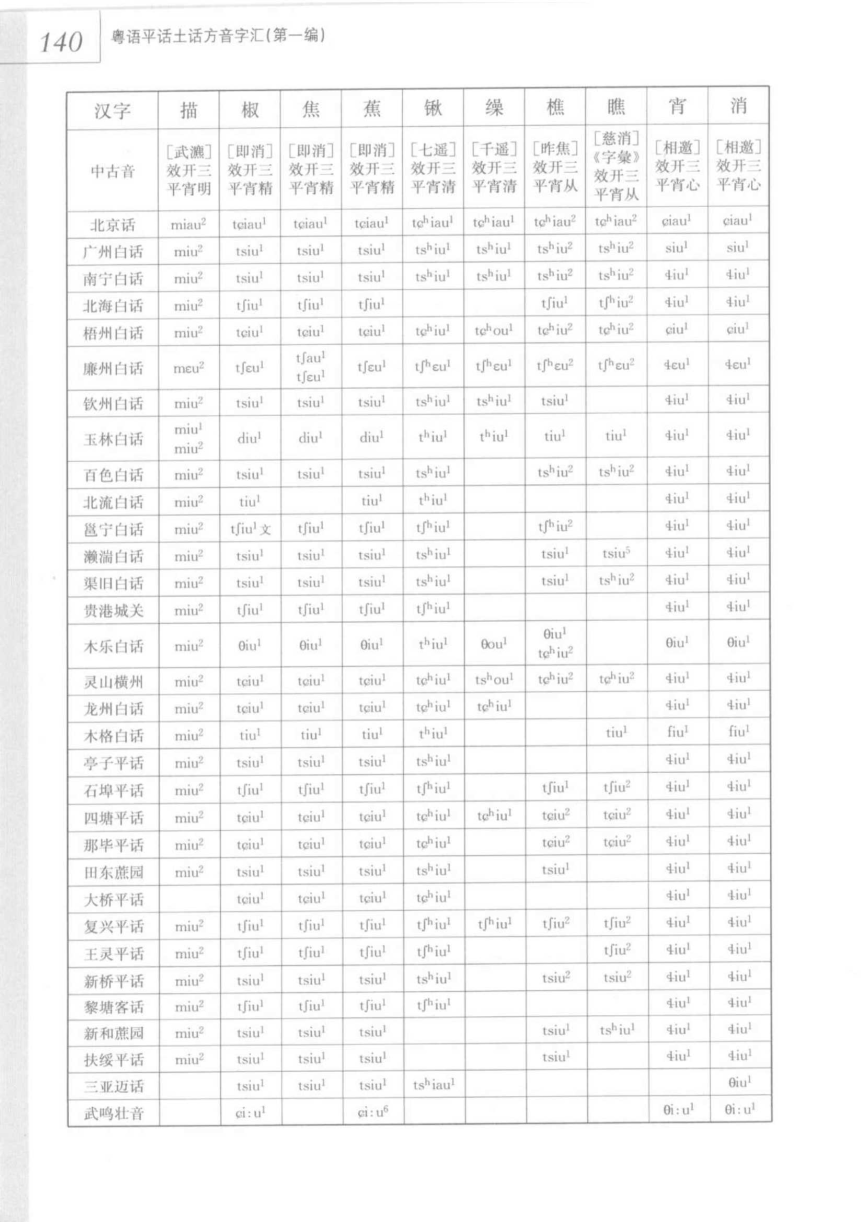 140
粤语平话土话方音字汇(第一编)
汉字 描 椒 焦 蕉 锹 缲 樵 瞧 宵 消
中古音 [武瀌]效开三平宵明 [即消]效开三平宵精 [即消]效开三平宵精 [即消]效开三平宵精 [七遥]效开三平宵清 [千遥]效开三平宵清 [昨焦]效开三平宵从 [慈消]《字彙》效开三平宵从 [相邀]效开三平宵心 [相邀]效开三平宵心
北京话 miau² tɕiau¹ tɕiau¹ tɕiau¹ tɕʰiau¹ tɕʰiau¹ tɕʰiau² tɕʰiau² ɕiau¹ ɕiau¹
广州白话 miu² tsiu¹ tsiu¹ tsiu¹ tsʰiu¹ tsʰiu¹ tsʰiu² tsʰiu² siu¹ siu¹
南宁白话 miu² tsiu¹ tsiu¹ tsiu¹ tsʰiu¹ tsʰiu¹ tsʰiu² tsʰiu² ɬiu¹ ɬiu¹
北海白话 miu² tʃiu¹ tʃiu¹ tʃiu¹ tʃiu¹ tʃʰiu² ɬiu¹ ɬiu¹
梧州白话 miu² tɕiu¹ tɕiu¹ tɕiu¹ tɕʰiu¹ tɕʰou¹ tɕʰiu² tɕʰiu² ɕiu¹ ɕiu¹
廉州白话 mɛu² tʃɛu¹ tʃau¹ tʃɛu¹ tʃɛu¹ tʃʰɛu¹ tʃʰɛu¹ tʃʰɛu² tʃʰɛu² ɬɛu¹ ɬɛu¹
钦州白话 miu² tsiu¹ tsiu¹ tsiu¹ tsʰiu¹ tsʰiu¹ tsiu¹ ɬiu¹ ɬiu¹
玉林白话 miu¹ miu² diu¹ diu¹ diu¹ tʰiu¹ tʰiu¹ tiu¹ tiu¹ ɬiu¹ ɬiu¹
百色白话 miu² tsiu¹ tsiu¹ tsiu¹ tsʰiu¹ tsʰiu² tsʰiu² ɬiu¹ ɬiu¹
北流白话 miu² tiu¹ tiu¹ tʰiu¹ ɬiu¹ ɬiu¹
邕宁白话 miu² tʃiu¹文 tʃiu¹ tʃiu¹ tʃʰiu¹ tʃʰiu² ɬiu¹ ɬiu¹
濑湍白话 miu² tsiu¹ tsiu¹ tsiu¹ tsʰiu¹ tsiu¹ tsiu⁵ ɬiu¹ ɬiu¹
渠旧白话 miu² tsiu¹ tsiu¹ tsiu¹ tsʰiu¹ tsiu¹ tsʰiu² ɬiu¹ ɬiu¹
贵港城关 miu² tʃiu¹ tʃiu¹ tʃiu¹ tʃʰiu¹ ɬiu¹ ɬiu¹
木乐白话 miu² θiu¹ θiu¹ θiu¹ tʰiu¹ θou¹ θiu¹ tɕʰiu² θiu¹ θiu¹
灵山横州 miu² tɕiu¹ tɕiu¹ tɕiu¹ tɕʰiu¹ tsʰou¹ tɕʰiu² tɕʰiu² ɬiu¹ ɬiu¹
龙州白话 miu² tɕiu¹ tɕiu¹ tɕiu¹ tɕʰiu¹ tɕʰiu¹ ɬiu¹ ɬiu¹
木格白话 miu² tiu¹ tiu¹ tiu¹ tʰiu¹ tiu¹ fiu¹ fiu¹
亭子平话 miu² tsiu¹ tsiu¹ tsiu¹ tsʰiu¹ ɬiu¹ ɬiu¹
石埠平话 miu² tʃiu¹ tʃiu¹ tʃiu¹ tʃʰiu¹ tʃiu¹ tʃiu² ɬiu¹ ɬiu¹
四塘平话 miu² tɕiu¹ tɕiu¹ tɕiu¹ tɕʰiu¹ tɕʰiu¹ tɕiu² tɕiu² ɬiu¹ ɬiu¹
那毕平话 miu² tɕiu¹ tɕiu¹ tɕiu¹ tɕʰiu¹ tɕiu² tɕiu² ɬiu¹ ɬiu¹
田东蔗园 miu² tsiu¹ tsiu¹ tsiu¹ tsʰiu¹ tsiu¹ ɬiu¹ ɬiu¹
大桥平话 tɕiu¹ tɕiu¹ tɕiu¹ tɕʰiu¹ ɬiu¹ ɬiu¹
复兴平话 miu² tʃiu¹ tʃiu¹ tʃiu¹ tʃʰiu¹ tʃʰiu¹ tʃiu² tʃiu² ɬiu¹ ɬiu¹
王灵平话 miu² tʃiu¹ tʃiu¹ tʃiu¹ tʃʰiu¹ tʃiu² ɬiu¹ ɬiu¹
新桥平话 miu² tsiu¹ tsiu¹ tsiu¹ tsʰiu¹ tsiu² tsiu² ɬiu¹ ɬiu¹
黎塘客话 miu² tʃiu¹ tʃiu¹ tʃiu¹ tʃʰiu¹ ɬiu¹ ɬiu¹
新和蔗园 miu² tsiu¹ tsiu¹ tsiu¹ tsiu¹ tsʰiu¹ ɬiu¹ ɬiu¹
扶绥平话 miu² tsiu¹ tsiu¹ tsiu¹ tsiu¹ ɬiu¹ ɬiu¹
三亚迈话 tsiu¹ tsiu¹ tsiu¹ tsʰiau¹ θiu¹
武鸣壮音 ɕi:u¹ ɕi:u⁶ θi:u¹ θi:u¹